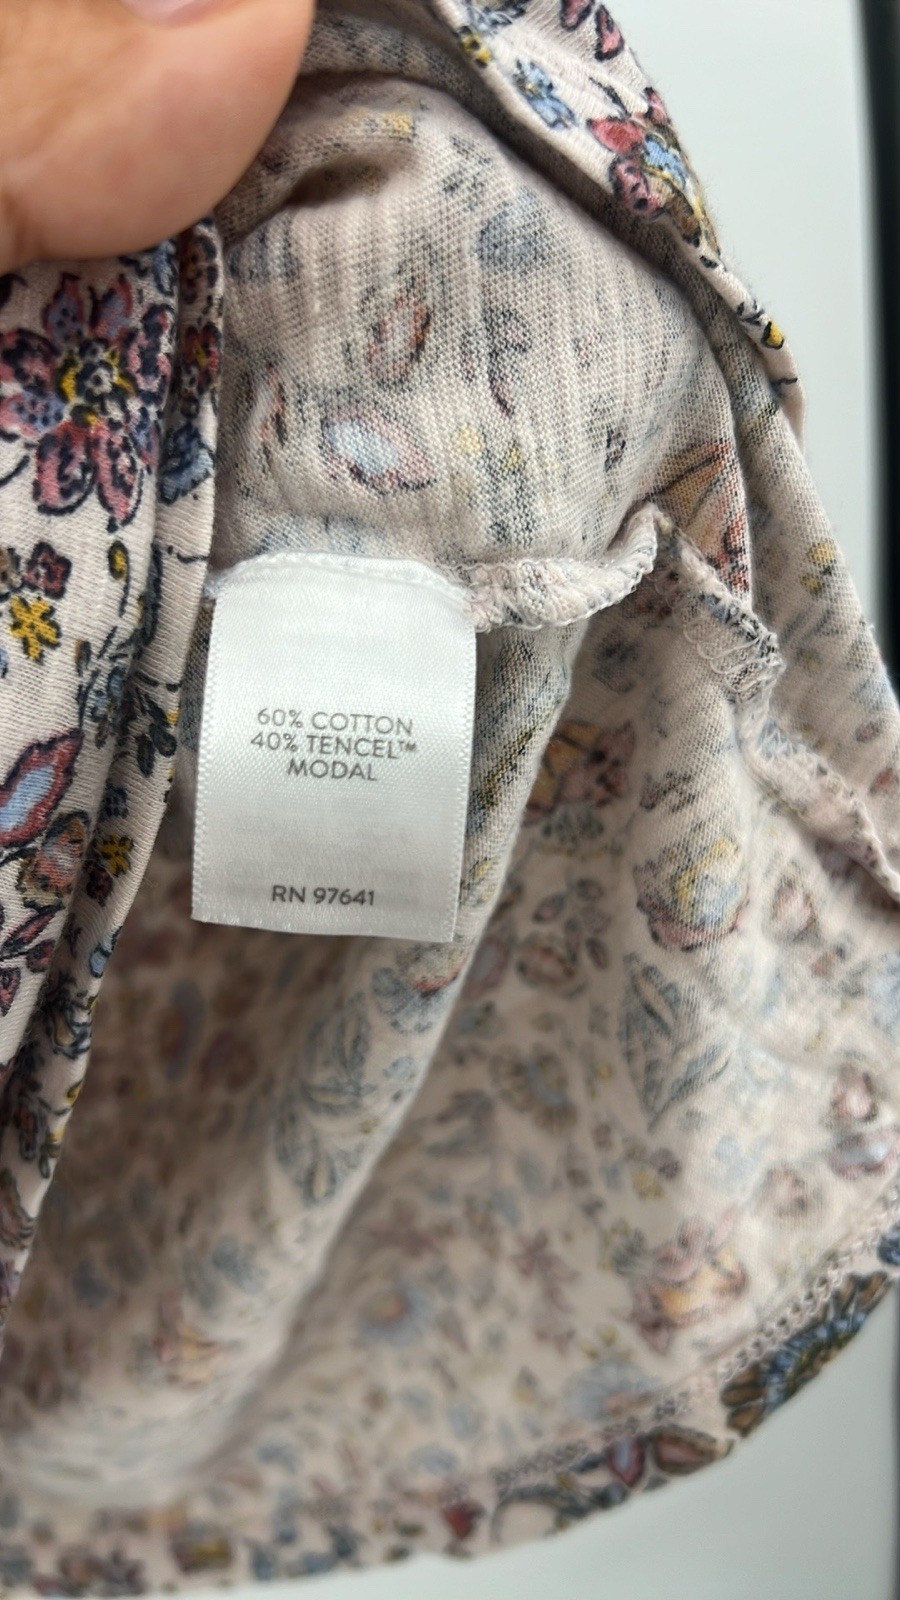 60% COTTON
40% TENCEL™
MODAL
RN 97641